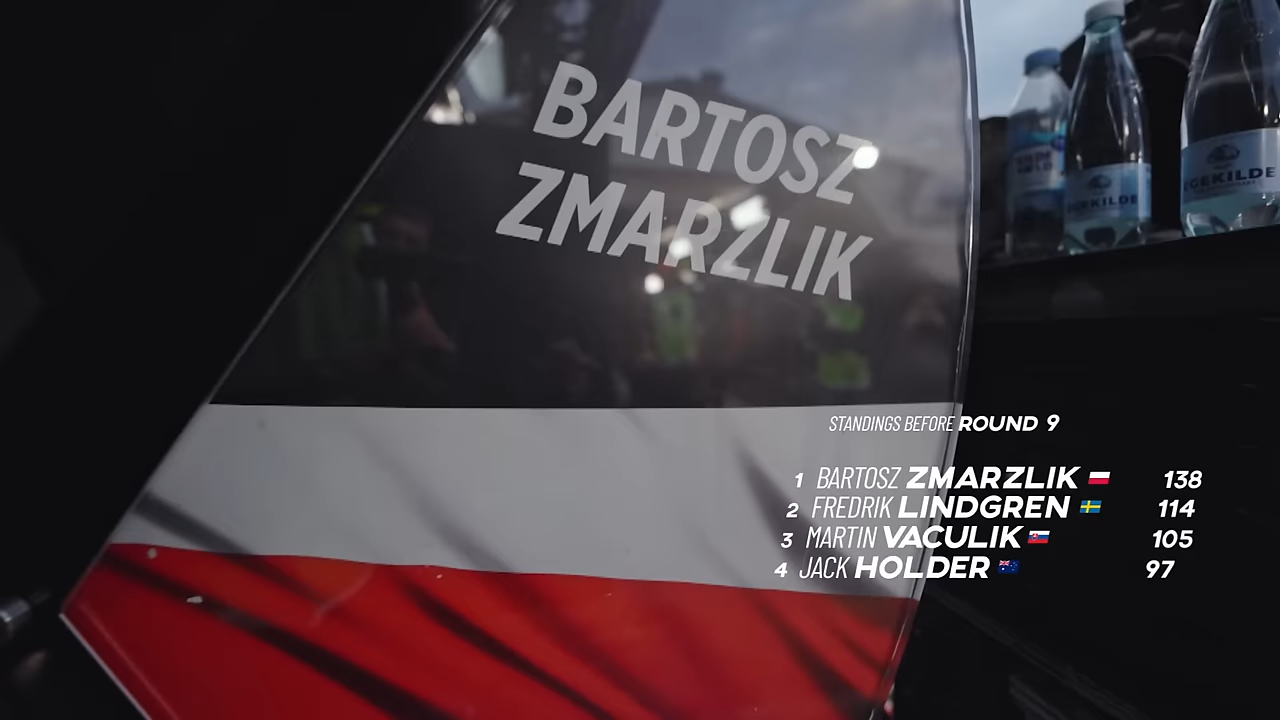 BARTOSZ
ZMARZLIK
EGEKILDE
EGEKILDE
STANDINGS BEFORE ROUND 9
1 BARTOSZ ZMARZLIK 138
2 FREDRIK LINDGREN 114
3 MARTIN VACULIK 105
4 JACK HOLDER 97